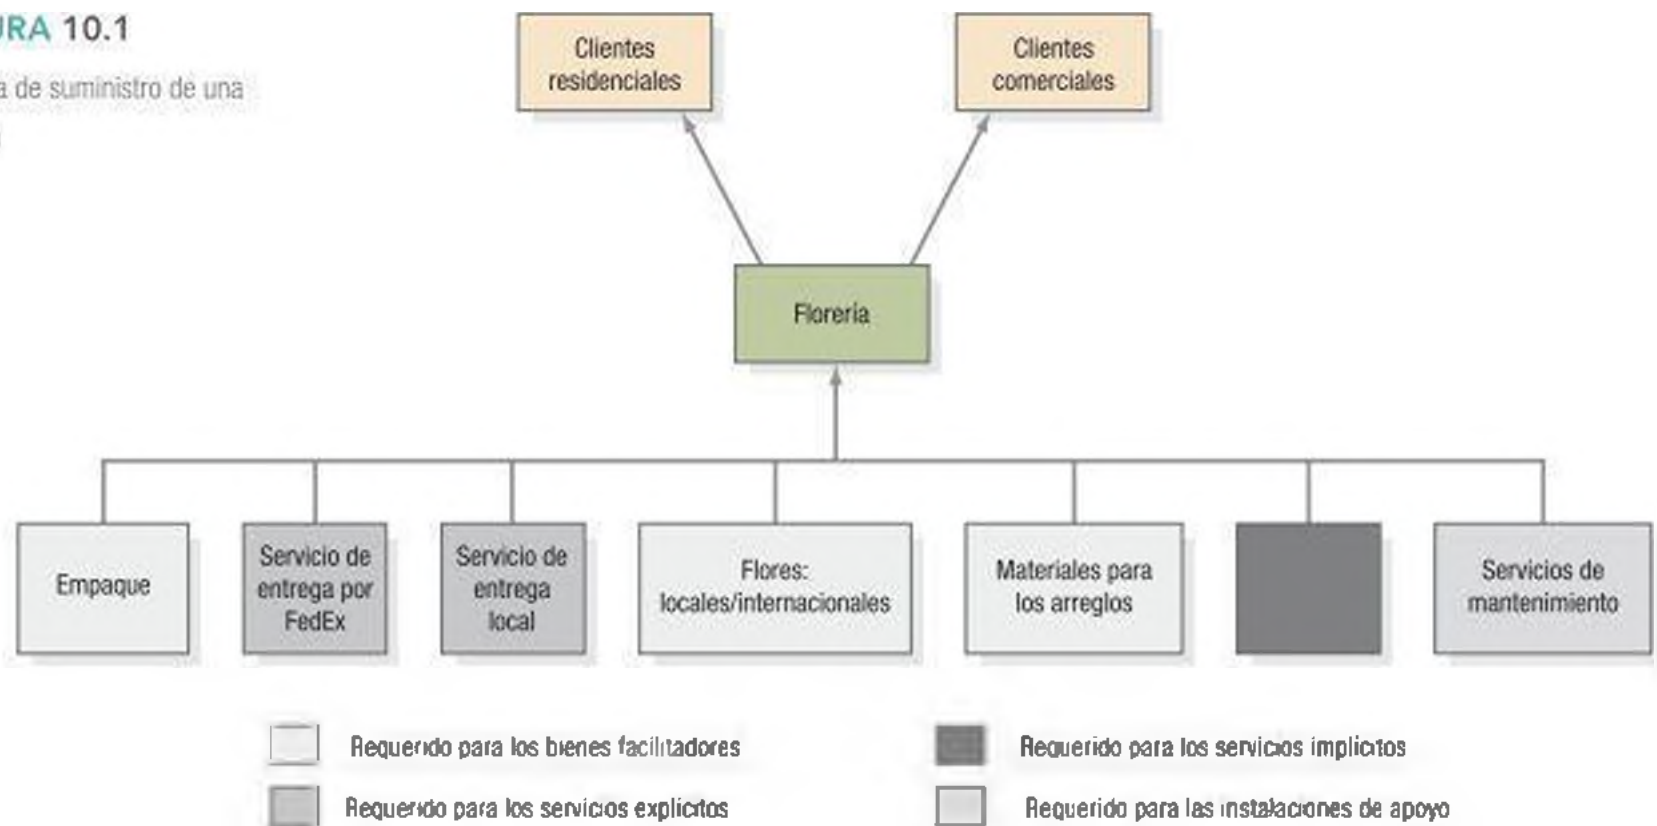 URA 10.1
a de suministro de una
Clientes
residenciales
Clientes
comerciales
Florería
Empaque
Servicio de
entrega por
FedEx
Servicio de
entrega
local
Flores:
locales/internacionales
Materiales para
los arreglos
Servicios de
mantenimiento
Requerido para los bienes facilitadores
Requerido para los servicios implícitos
Requerido para los servicios explícitos
Requerido para las instalaciones de apoyo